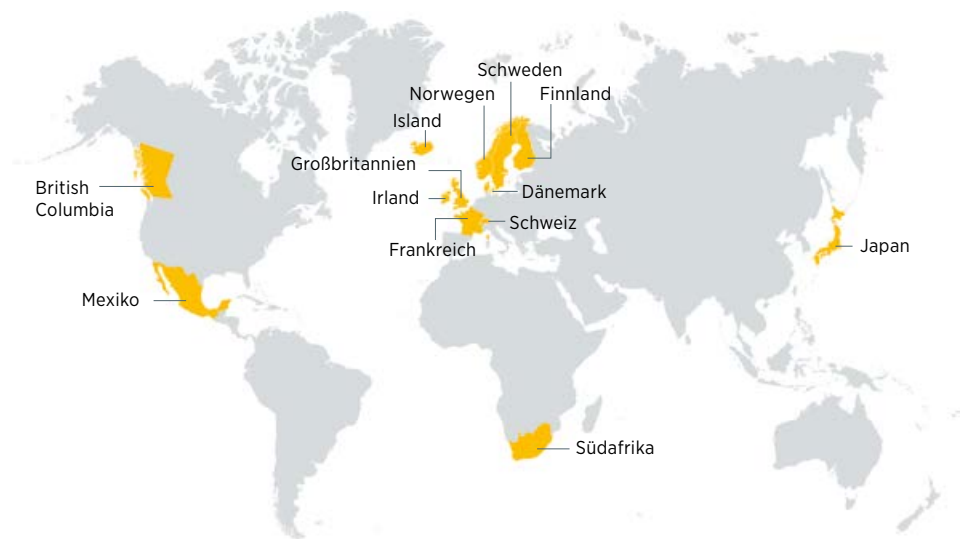 Schweden
Norwegen
Finnland
Island
Großbritannien
British
Columbia
Irland
Dänemark
Schweiz
Frankreich
Japan
Mexiko
Südafrika